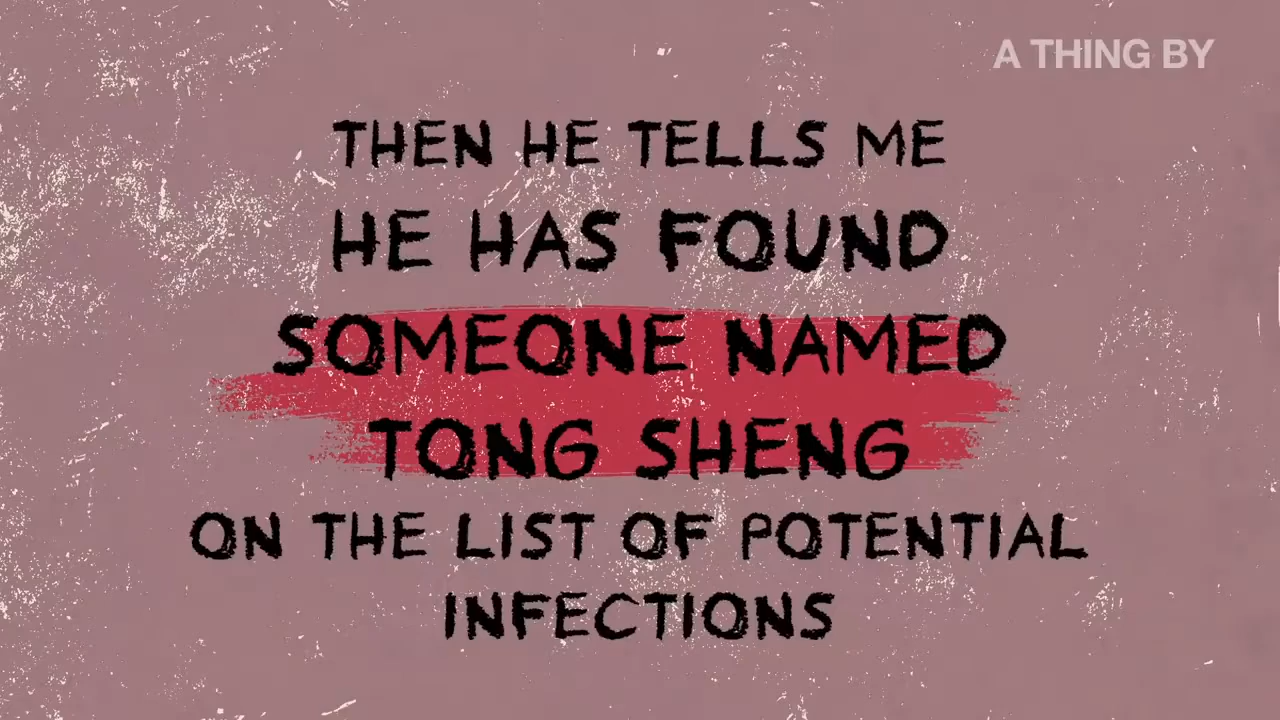 A THING BY
THEN HE TELLS ME
HE HAS FOUND
SOMEONE NAMED
TONG SHENG
ON THE LIST OF POTENTIAL
INFECTIONS